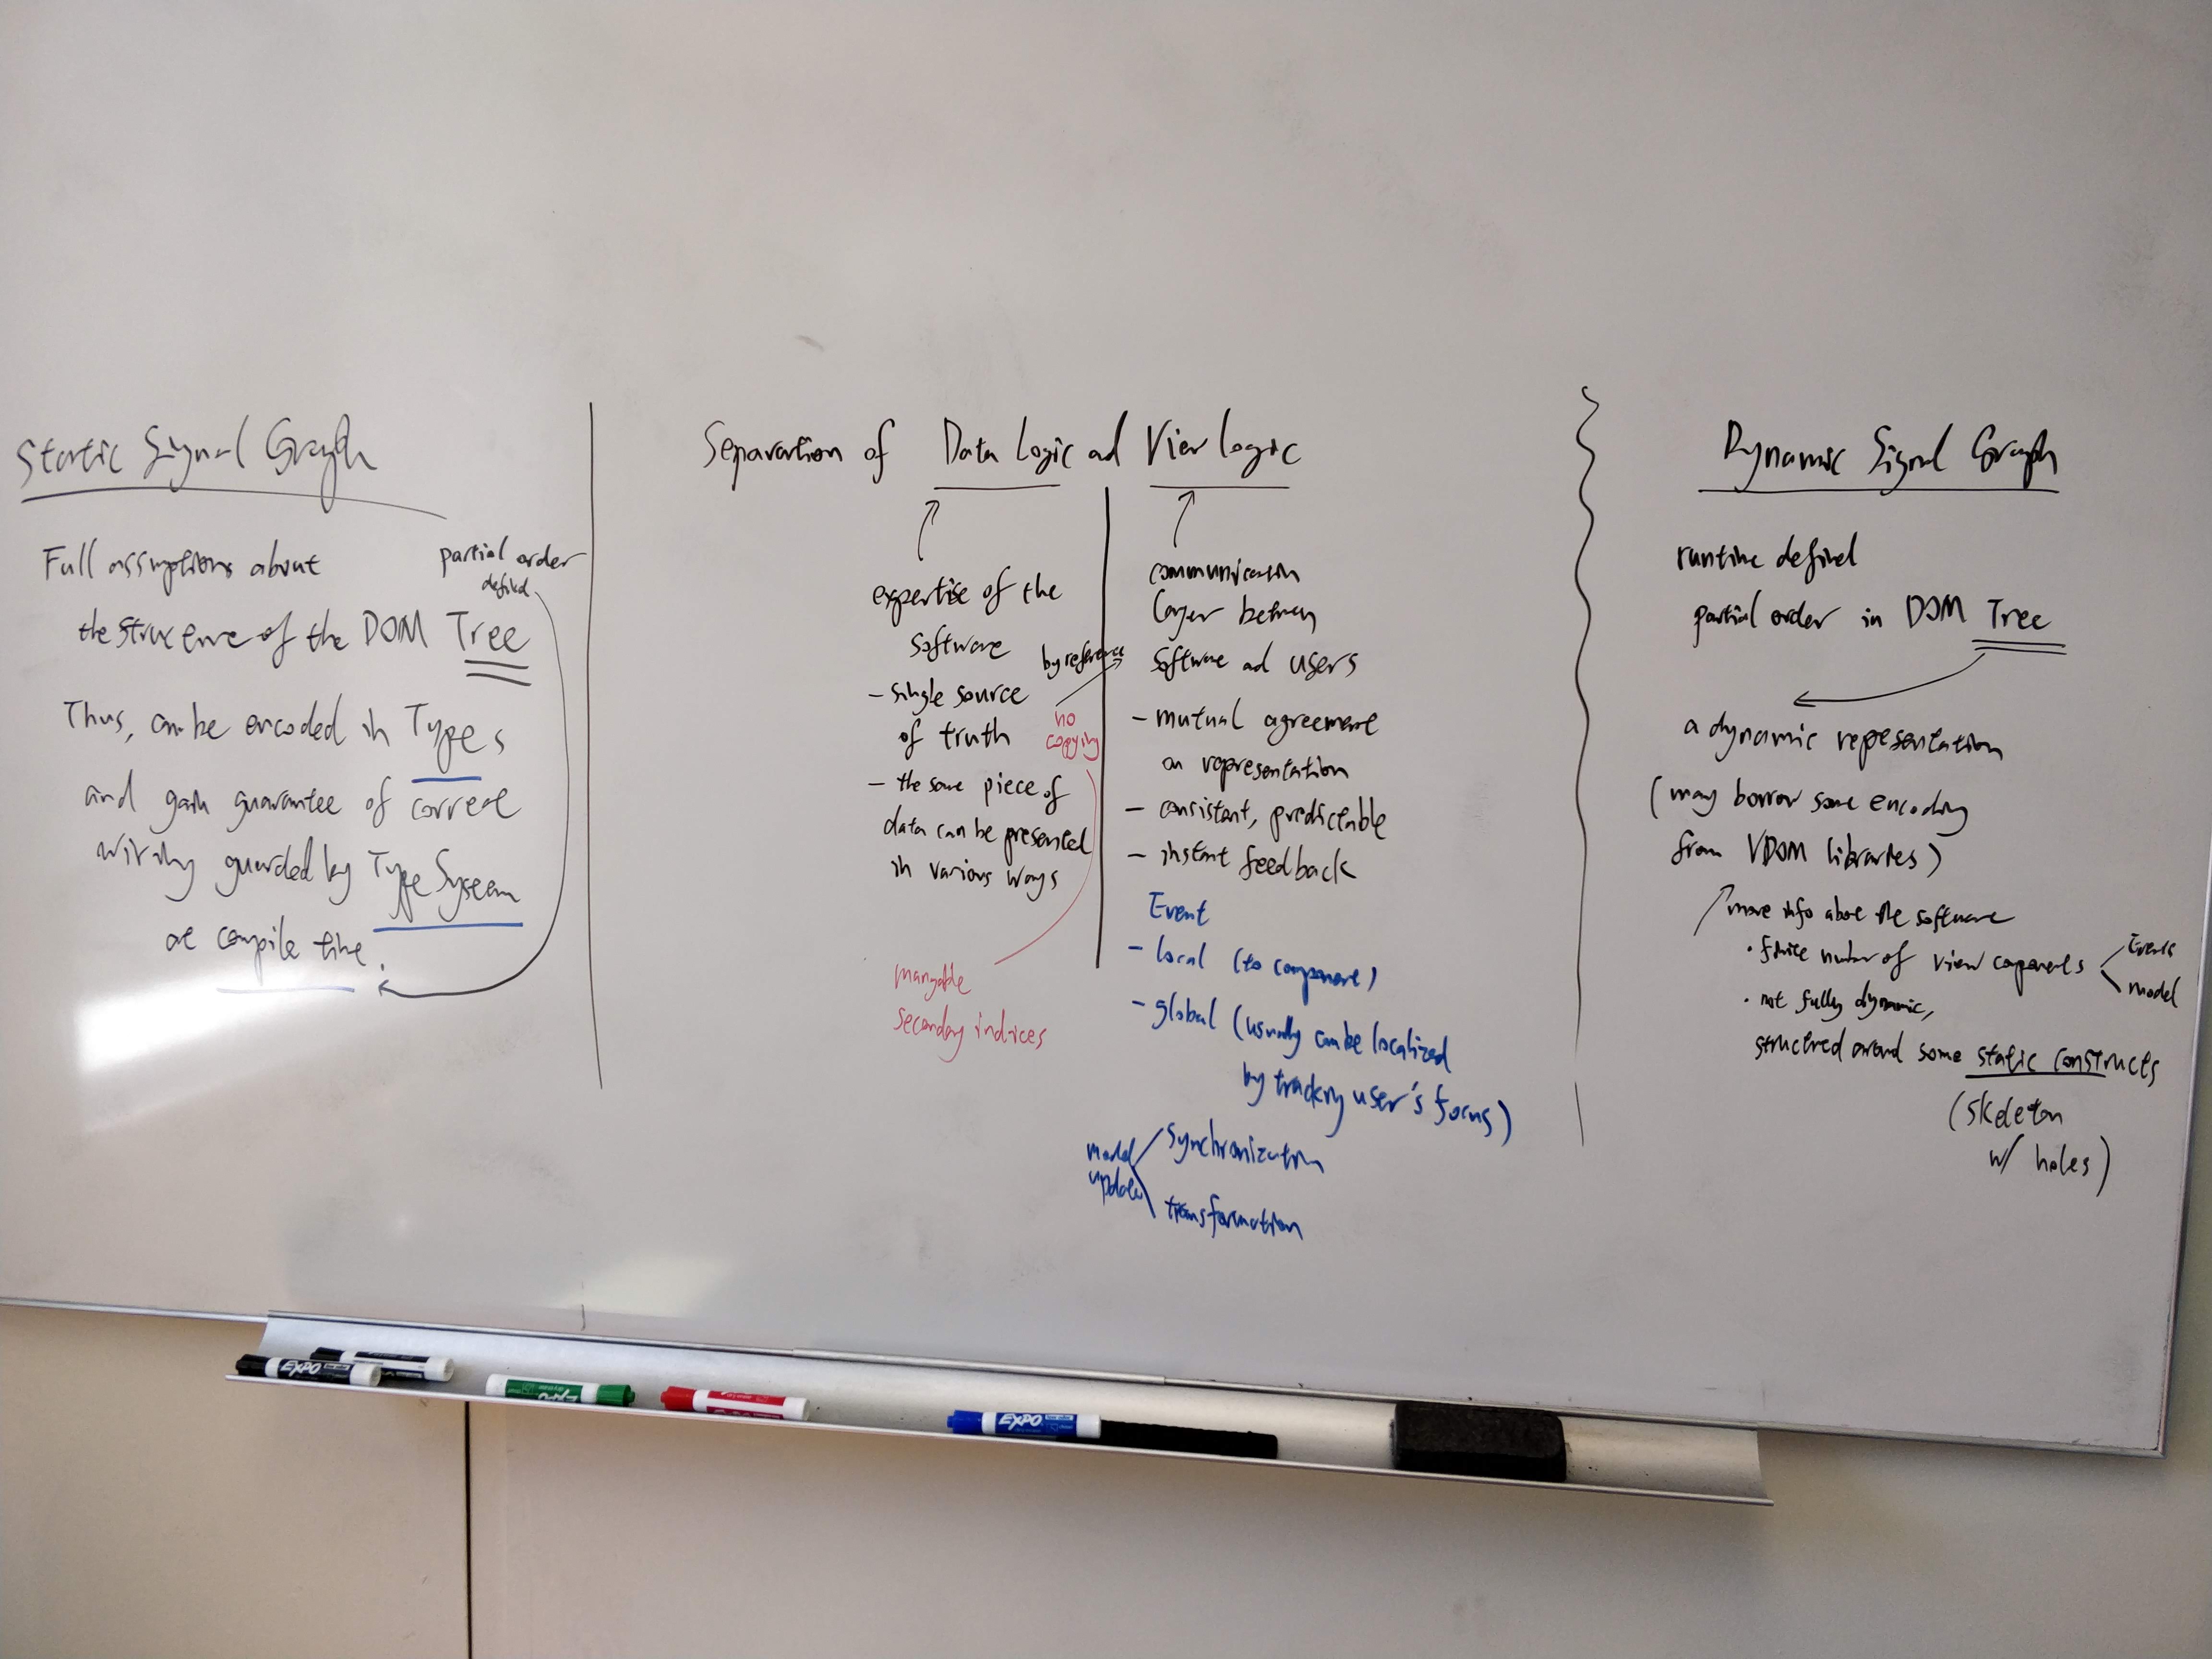 Static Signal Graph
Full assumptions about
partial order
defined
the structure of the DOM Tree
Thus, can be encoded in Types
and gain guarantee of correct
wiring guarded by Type System
at compile time.
Separation of Data Logic ad View logic
expertise of the
software
- single source
of truth
- the same piece of
data can be presented
in various ways
by reference
no
copying
secondary indices
communication
layer between
software ad users
- mutual agreement
on representation
- consistant, predictable
- instant feedback
Event
- local (to component)
- global (usually can be localized
by tracking user's focus)
model
update
synchronization
transformation
Dynamic Signal Graph
runtime defined
partial order in DOM Tree
a dynamic representation
(may borrow some encoding
from VDOM libraries)
more info about the software
· finite number of view components
Events
model
· not fully dynamic,
structured around some static constructs
(skeleton
w/ holes)
EXPO
EXPO
EXPO